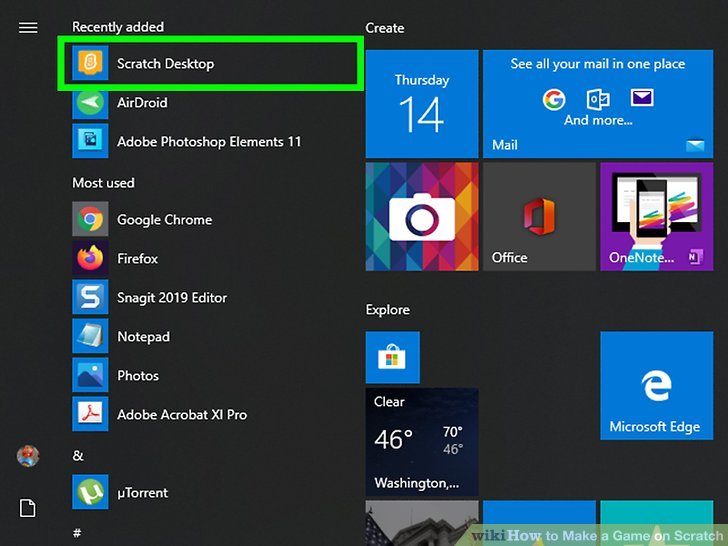 Recently added
Scratch Desktop
AirDroid
Adobe Photoshop Elements 11
Most used
Google Chrome
Firefox
Snagit 2019 Editor
Notepad
Photos
Adobe Acrobat XI Pro
&
µTorrent
#
Create
Thursday
14
See all your mail in one place
And more...
Mail
Office
OneNote...
Explore
Clear
46°
70°
46°
Washington,...
Microsoft Edge
wikiHow to Make a Game on Scratch